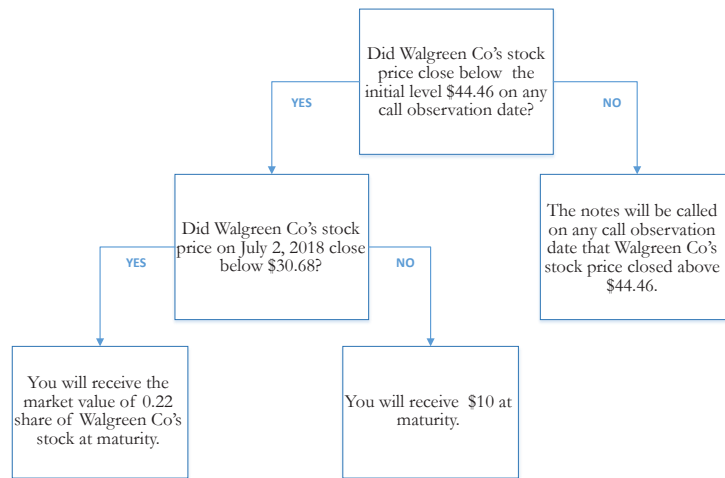 Did Walgreen Co's stock
price close below the
initial level $44.46 on any
call observation date?
YES
NO
Did Walgreen Co's stock
price on July 2, 2018 close
below $30.68?
The notes will be called
on any call observation
date that Walgreen Co's
stock price closed above
$44.46.
YES
NO
You will receive the
market value of 0.22
share of Walgreen Co's
stock at maturity.
You will receive $10 at
maturity.